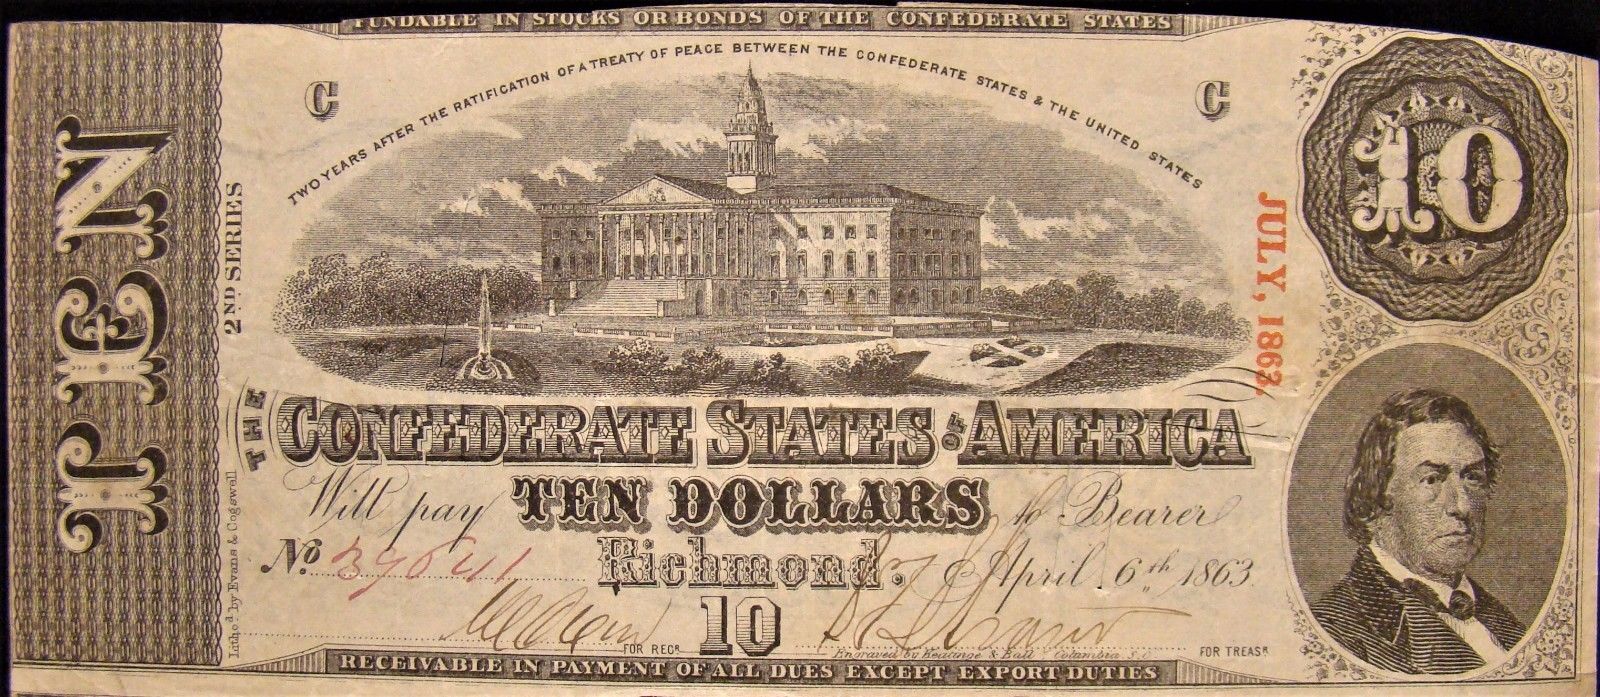 FUNDABLE IN STOCKS OR BONDS OF THE CONFEDERATE STATES
TWO YEARS AFTER THE RATIFICATION OF A TREATY OF PEACE BETWEEN THE CONFEDERATE STATES & THE UNITED STATES
C
C
10
TEN
2ND SERIES
JULY, 1863.
THE CONFEDERATE STATES OF AMERICA
Will pay TEN DOLLARS to Bearer
No 39641
Richmond, April 6th 1863
10
FOR REGR
FOR TREASR
Lithod. by Evans & Cogswell
Engraved by Keatinge & Ball Columbia S.C.
RECEIVABLE IN PAYMENT OF ALL DUES EXCEPT EXPORT DUTIES